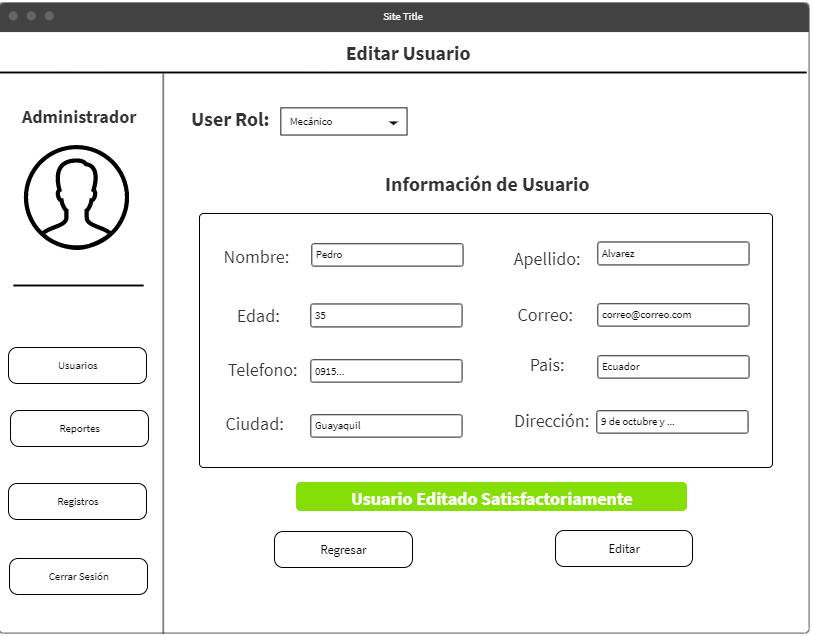 Site Title
Editar Usuario
Administrador
Usuarios
Reportes
Registros
Cerrar Sesión
User Rol: Mecánico
Información de Usuario
Nombre: Pedro Apellido: Alvarez
Edad: 35 Correo: correo@correo.com
Telefono: 0915... Pais: Ecuador
Ciudad: Guayaquil Dirección: 9 de octubre y ...
Usuario Editado Satisfactoriamente
Regresar Editar